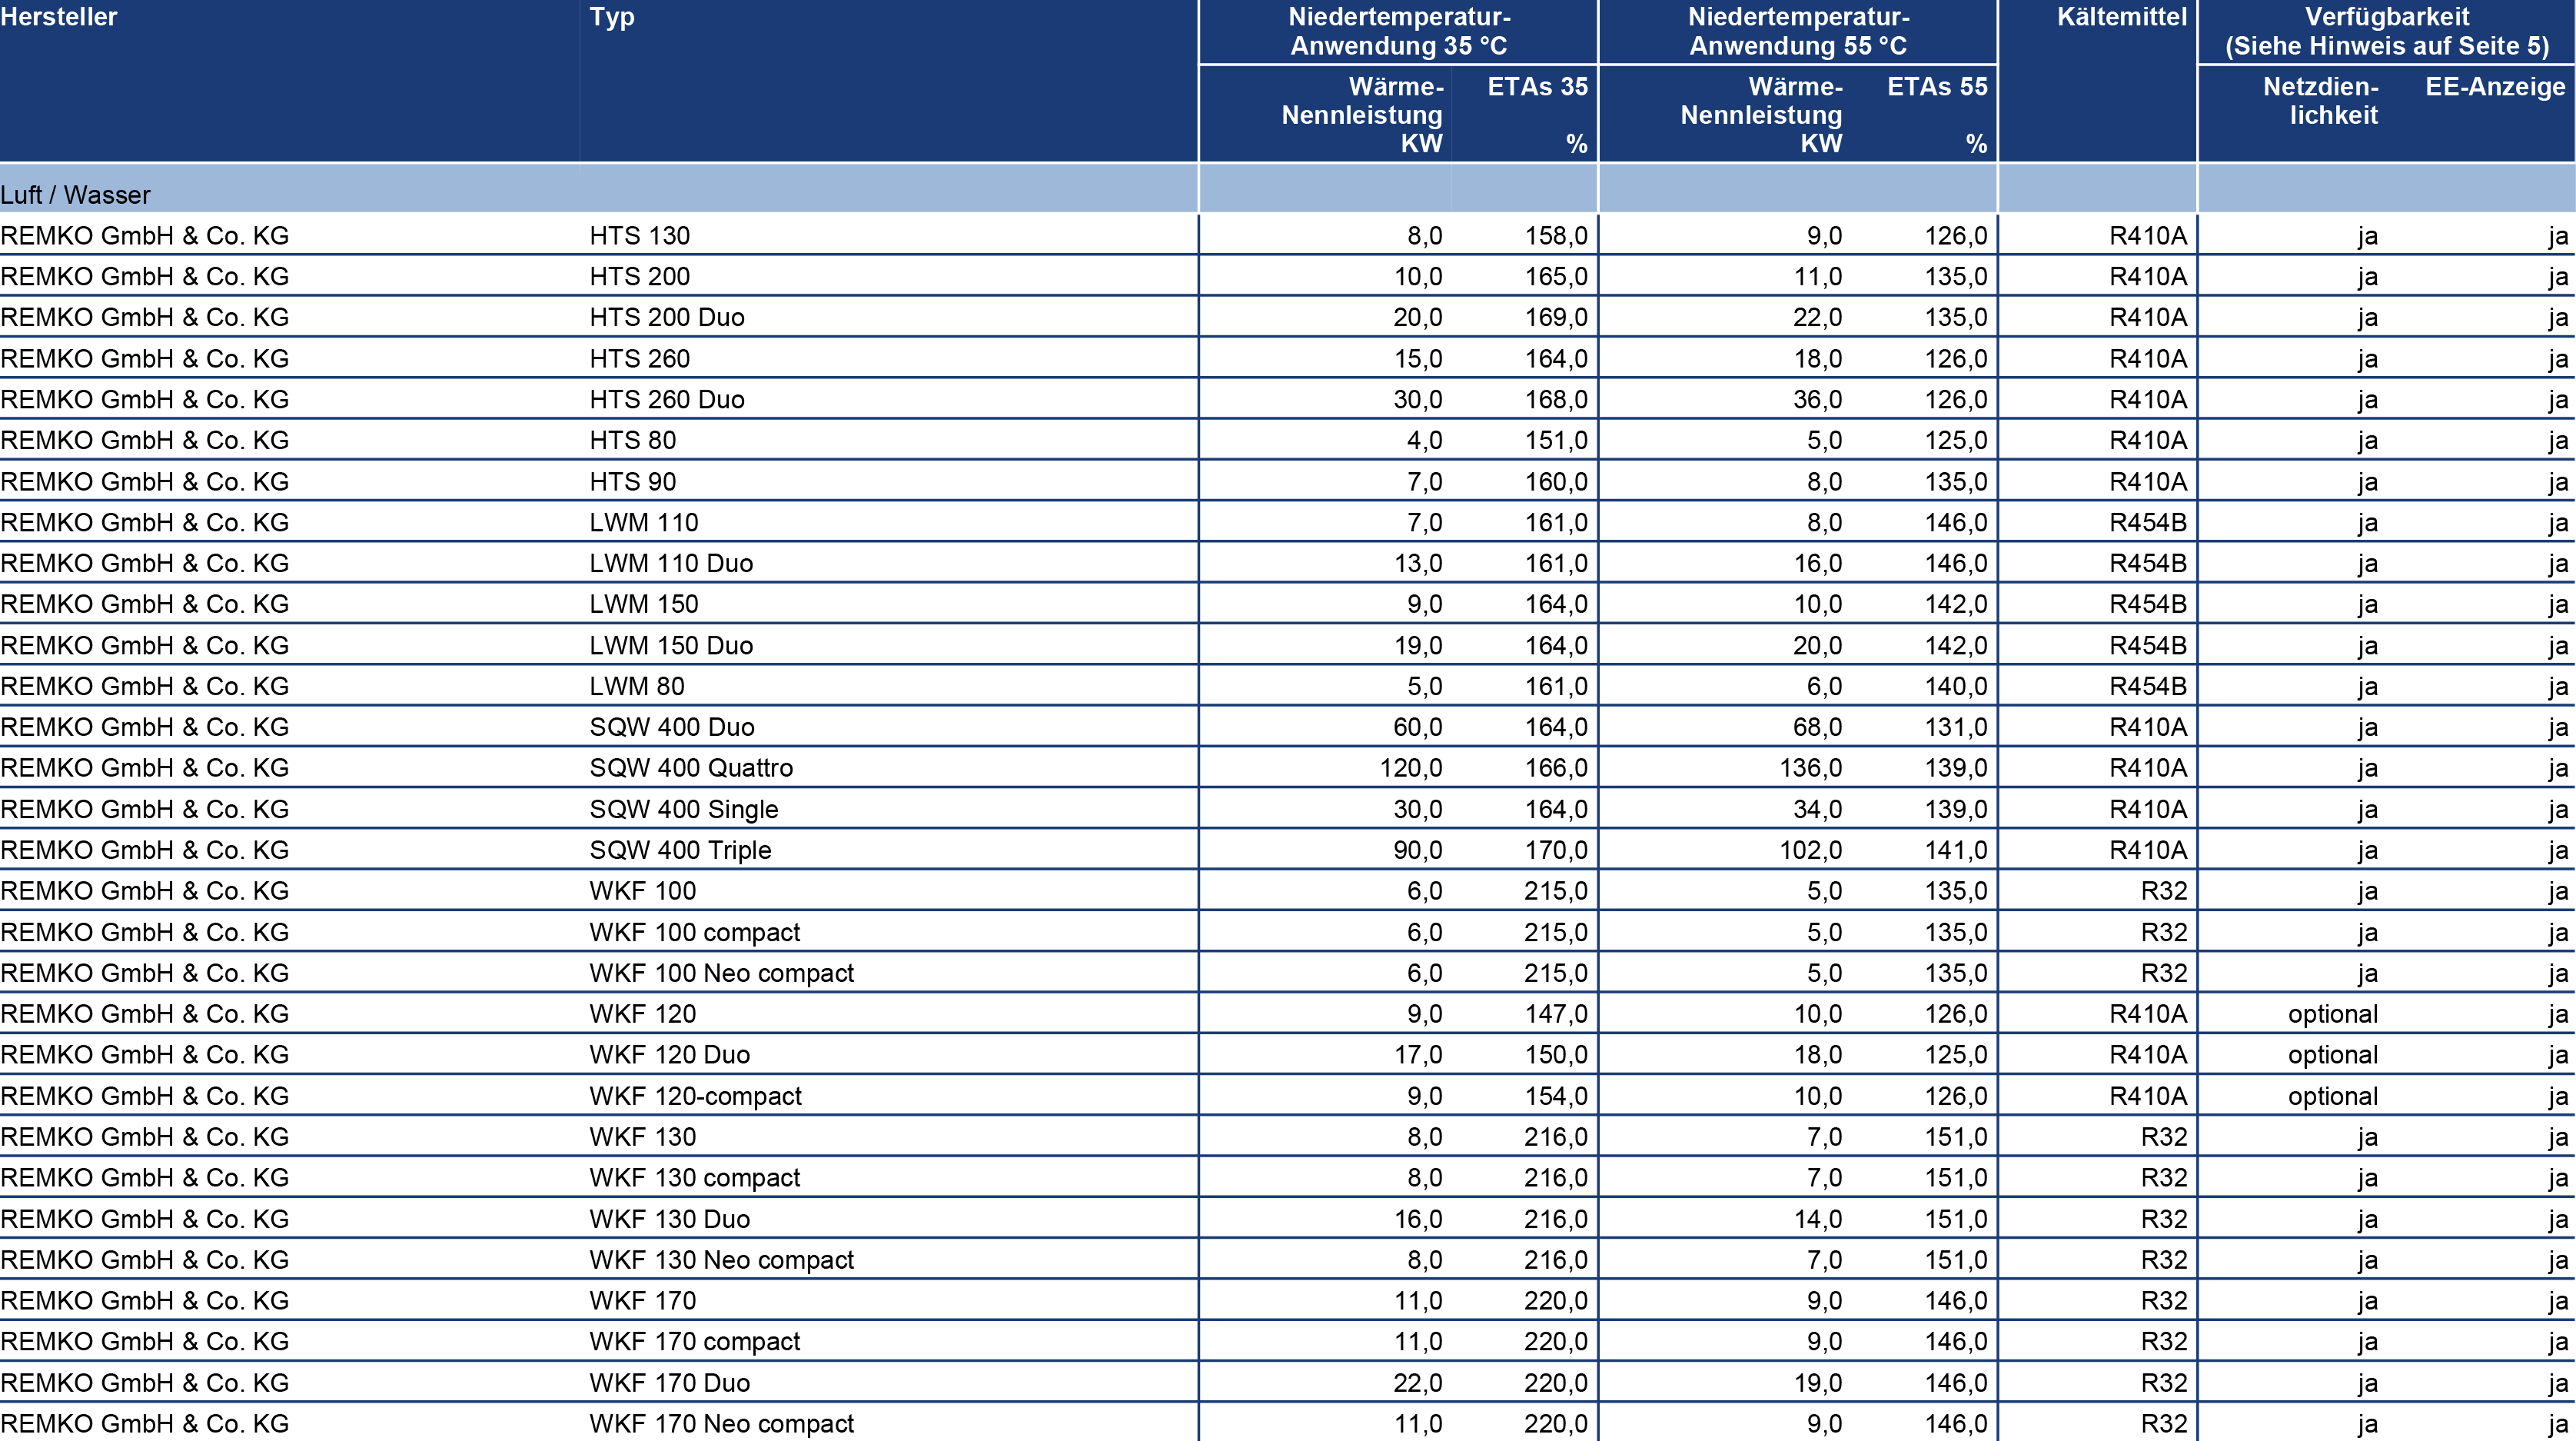 Hersteller Typ Niedertemperatur- Niedertemperatur- Kältemittel Verfügbarkeit
Anwendung 35 °C Anwendung 55 °C (Siehe Hinweis auf Seite 5)
Wärme- ETAs 35 Wärme- ETAs 55 Netzdien- EE-Anzeige
Nennleistung Nennleistung lichkeit
KW % KW %
Luft / Wasser
REMKO GmbH & Co. KG HTS 130 8,0 158,0 9,0 126,0 R410A ja ja
REMKO GmbH & Co. KG HTS 200 10,0 165,0 11,0 135,0 R410A ja ja
REMKO GmbH & Co. KG HTS 200 Duo 20,0 169,0 22,0 135,0 R410A ja ja
REMKO GmbH & Co. KG HTS 260 15,0 164,0 18,0 126,0 R410A ja ja
REMKO GmbH & Co. KG HTS 260 Duo 30,0 168,0 36,0 126,0 R410A ja ja
REMKO GmbH & Co. KG HTS 80 4,0 151,0 5,0 125,0 R410A ja ja
REMKO GmbH & Co. KG HTS 90 7,0 160,0 8,0 135,0 R410A ja ja
REMKO GmbH & Co. KG LWM 110 7,0 161,0 8,0 146,0 R454B ja ja
REMKO GmbH & Co. KG LWM 110 Duo 13,0 161,0 16,0 146,0 R454B ja ja
REMKO GmbH & Co. KG LWM 150 9,0 164,0 10,0 142,0 R454B ja ja
REMKO GmbH & Co. KG LWM 150 Duo 19,0 164,0 20,0 142,0 R454B ja ja
REMKO GmbH & Co. KG LWM 80 5,0 161,0 6,0 140,0 R454B ja ja
REMKO GmbH & Co. KG SQW 400 Duo 60,0 164,0 68,0 131,0 R410A ja ja
REMKO GmbH & Co. KG SQW 400 Quattro 120,0 166,0 136,0 139,0 R410A ja ja
REMKO GmbH & Co. KG SQW 400 Single 30,0 164,0 34,0 139,0 R410A ja ja
REMKO GmbH & Co. KG SQW 400 Triple 90,0 170,0 102,0 141,0 R410A ja ja
REMKO GmbH & Co. KG WKF 100 6,0 215,0 5,0 135,0 R32 ja ja
REMKO GmbH & Co. KG WKF 100 compact 6,0 215,0 5,0 135,0 R32 ja ja
REMKO GmbH & Co. KG WKF 100 Neo compact 6,0 215,0 5,0 135,0 R32 ja ja
REMKO GmbH & Co. KG WKF 120 9,0 147,0 10,0 126,0 R410A optional ja
REMKO GmbH & Co. KG WKF 120 Duo 17,0 150,0 18,0 125,0 R410A optional ja
REMKO GmbH & Co. KG WKF 120-compact 9,0 154,0 10,0 126,0 R410A optional ja
REMKO GmbH & Co. KG WKF 130 8,0 216,0 7,0 151,0 R32 ja ja
REMKO GmbH & Co. KG WKF 130 compact 8,0 216,0 7,0 151,0 R32 ja ja
REMKO GmbH & Co. KG WKF 130 Duo 16,0 216,0 14,0 151,0 R32 ja ja
REMKO GmbH & Co. KG WKF 130 Neo compact 8,0 216,0 7,0 151,0 R32 ja ja
REMKO GmbH & Co. KG WKF 170 11,0 220,0 9,0 146,0 R32 ja ja
REMKO GmbH & Co. KG WKF 170 compact 11,0 220,0 9,0 146,0 R32 ja ja
REMKO GmbH & Co. KG WKF 170 Duo 22,0 220,0 19,0 146,0 R32 ja ja
REMKO GmbH & Co. KG WKF 170 Neo compact 11,0 220,0 9,0 146,0 R32 ja ja